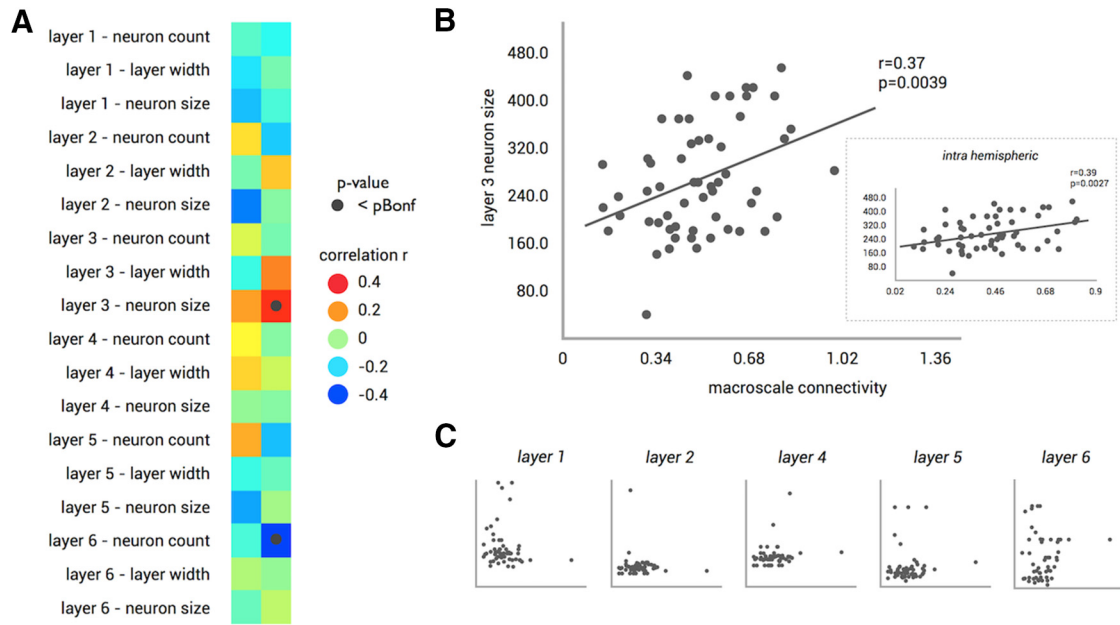 A
layer 1 - neuron count
layer 1 - layer width
layer 1 - neuron size
layer 2 - neuron count
layer 2 - layer width
layer 2 - neuron size
layer 3 - neuron count
layer 3 - layer width
layer 3 - neuron size
layer 4 - neuron count
layer 4 - layer width
layer 4 - neuron size
layer 5 - neuron count
layer 5 - layer width
layer 5 - neuron size
layer 6 - neuron count
layer 6 - layer width
layer 6 - neuron size
p-value
< pBonf
correlation r
0.4
0.2
0
-0.2
-0.4
B
layer 3 neuron size
480.0
400.0
320.0
240.0
160.0
80.0
0 0.34 0.68 1.02 1.36
macroscale connectivity
r=0.37
p=0.0039
intra hemispheric
r=0.39
p=0.0027
480.0
400.0
320.0
240.0
160.0
80.0
0.02 0.24 0.46 0.68 0.9
C
layer 1 layer 2 layer 4 layer 5 layer 6